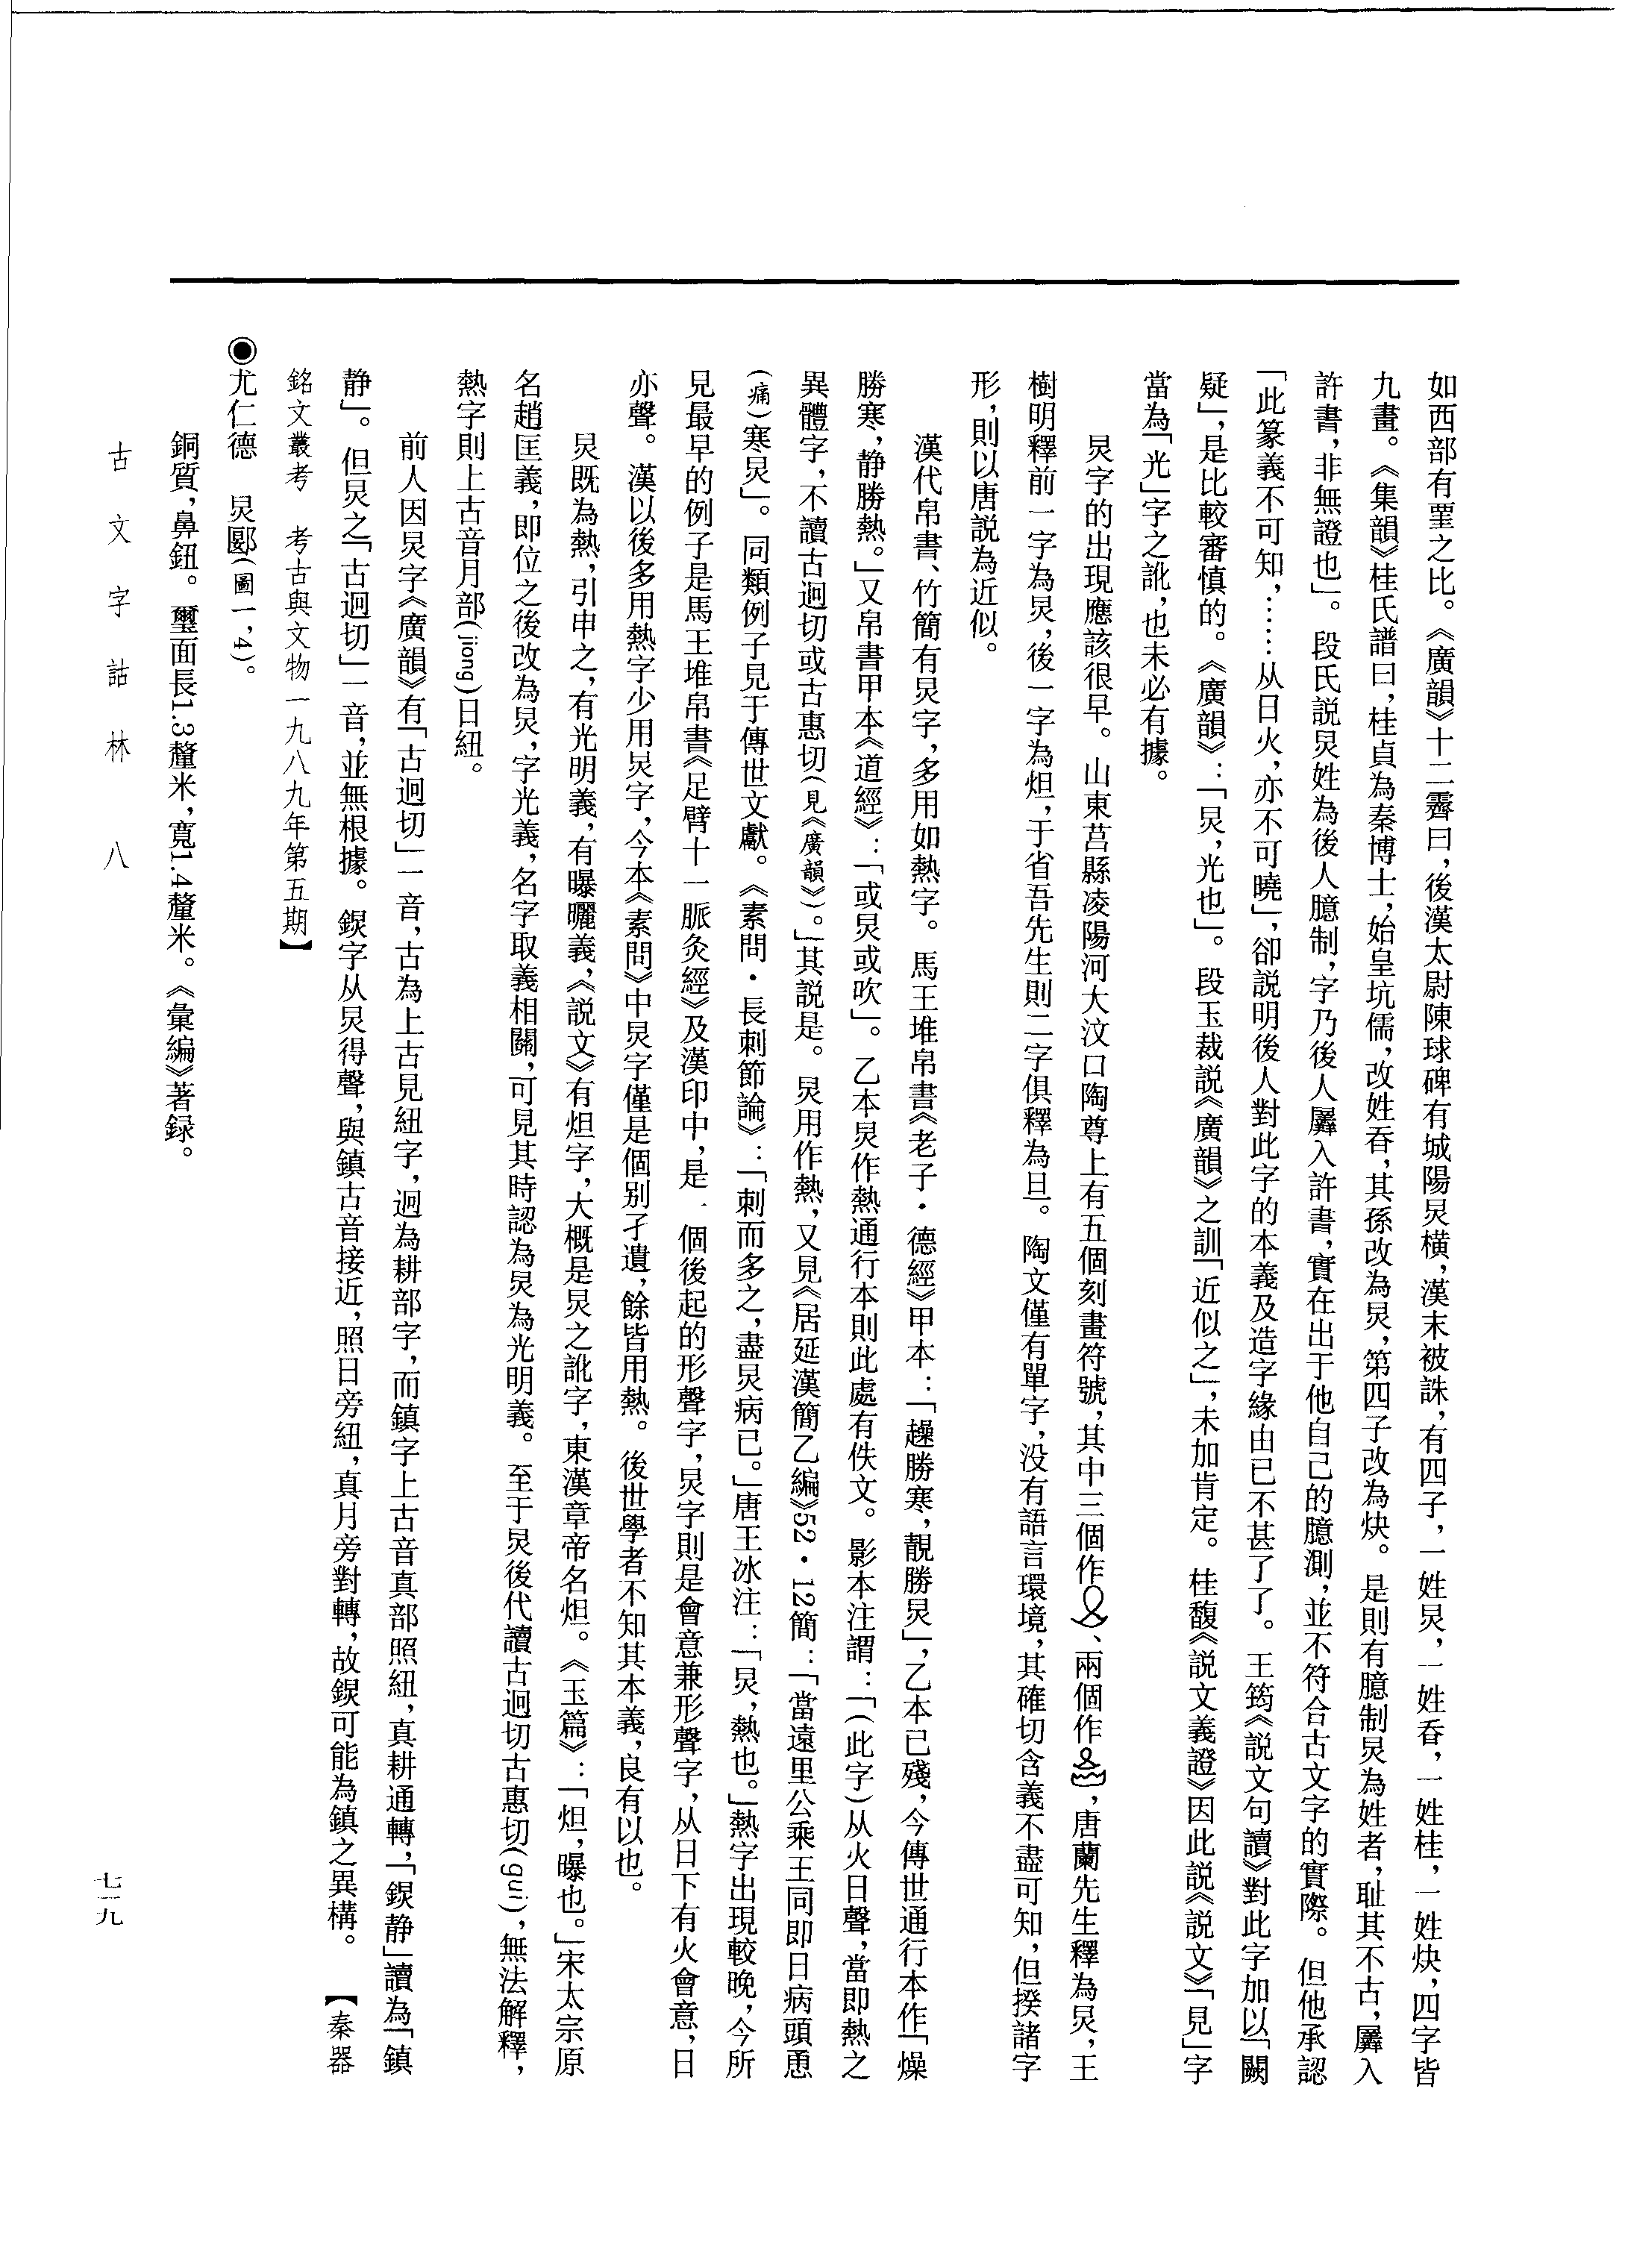 如西部有垔之比。《廣韻》十二霽曰，後漢太尉陳球碑有城陽炅橫，漢末被誅，有四子，一姓炅，一姓昋，一姓桂，一姓炔，四字皆
九畫。《集韻》桂氏譜曰，桂貞為秦博士，始皇坑儒，改姓吞，其孫改為炅，第四子改為炔。是則有臆制炅為姓者，耻其不古，羼入
許書，非無證也」。段氏説炅姓為後人臆制，字乃後人羼入許書，實在出于他自己的臆測，並不符合古文字的實際。但他承認
「此篆義不可知，……从日火，亦不可曉」，卻説明後人對此字的本義及造字緣由已不甚了了。王筠《説文句讀》對此字加以「闕
疑」，是比較審慎的。《廣韻》：「炅，光也」。段玉裁説《廣韻》之訓「近似之」，未加肯定。桂馥《説文義證》因此説《説文》「見」字
當為「光」字之訛，也未必有據。
炅字的出現應該很早。山東莒縣凌陽河大汶口陶尊上有五個刻畫符號，其中三個作、兩個作，唐蘭先生釋為炅，王
樹明釋前一字為炅，後一字為炟，于省吾先生則二字俱釋為旦。陶文僅有單字，没有語言環境，其確切含義不盡可知，但揆諸字
形，則以唐説為近似。
漢代帛書、竹簡有炅字，多用如熱字。馬王堆帛書《老子·德經》甲本：「趮勝寒，靚勝炅」，乙本已殘，今傳世通行本作「燥
勝寒，静勝熱。」又帛書甲本《道經》：「或炅或吹」。乙本炅作熱通行本則此處有佚文。影本注謂：「（此字）从火日聲，當即熱之
異體字，不讀古迥切或古惠切（見《廣韻》）。」其説是。炅用作熱，又見《居延漢簡乙編》52·12簡：「當遠里公乘王同即日病頭恿
（痛）寒炅」。同類例子見于傳世文獻。《素問·長刺節論》：「刺而多之，盡炅病已。」唐王冰注：「炅，熱也。」熱字出現較晚，今所
見最早的例子是馬王堆帛書《足臂十一脈灸經》及漢印中，是一個後起的形聲字，炅字則是會意兼形聲字，从日下有火會意，日
亦聲。漢以後多用熱字少用炅字，今本《素問》中炅字僅是個别孑遺，餘皆用熱。後世學者不知其本義，良有以也。
炅既為熱，引申之，有光明義，有曝曬義，《説文》有炟字，大概是炅之訛字，東漢章帝名炟。《玉篇》：「炟，曝也。」宋太宗原
名趙匡義，即位之後改為炅，字光義，名字取義相關，可見其時認為炅為光明義。至于炅後代讀古迥切古惠切（gui），無法解釋，
熱字則上古音月部（jiong）日紐。
前人因炅字《廣韻》有「古迥切」一音，古為上古見紐字，迥為耕部字，而鎮字上古音真部照紐，真耕通轉，「鋧静」讀為「鎮
静」。但炅之「古迥切」一音，並無根據。鋧字从炅得聲，與鎮古音接近，照日旁紐，真月旁對轉，故鋧可能為鎮之異構。【秦器
銘文叢考　考古與文物一九八九年第五期】
◉尤仁德　炅郾（圖一，4）。
銅質，鼻鈕。璽面長1.3釐米，寬1.4釐米。《彙編》著録。
古文字詁林　八
七一九